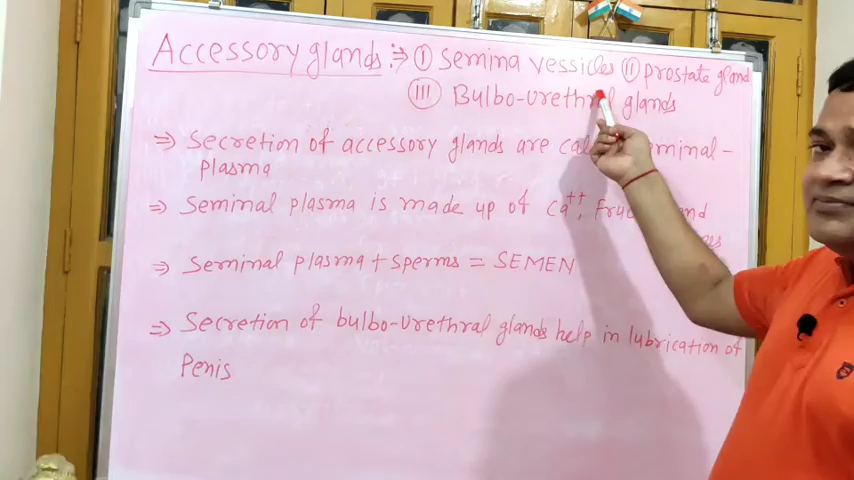 Accessory glands :⇒ (I) Semina vessicles (II) Prostate gland
(III) Bulbo-urethral glands
⇒ Secretion of accessory glands are seminal-
plasma
⇒ Seminal plasma is made up of Ca++,
⇒ Seminal plasma + sperms = SEMEN
⇒ Secretion of bulbo-urethral glands help in lubrication of
Penis